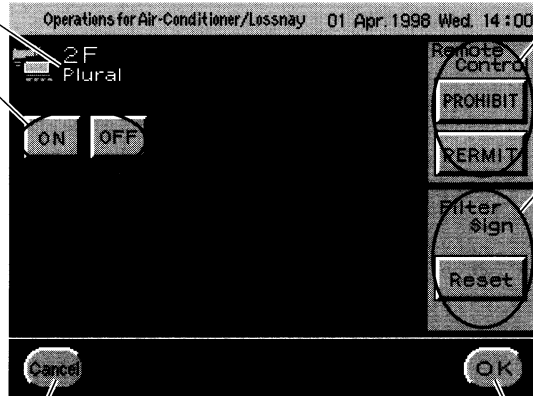 Operations for Air-Conditioner/Lossnay 01 Apr. 1998 Wed. 14:00
2F
Plural
ON OFF
Remote
Control
PROHIBIT
PERMIT
Filter
Sign
Reset
Cancel
OK